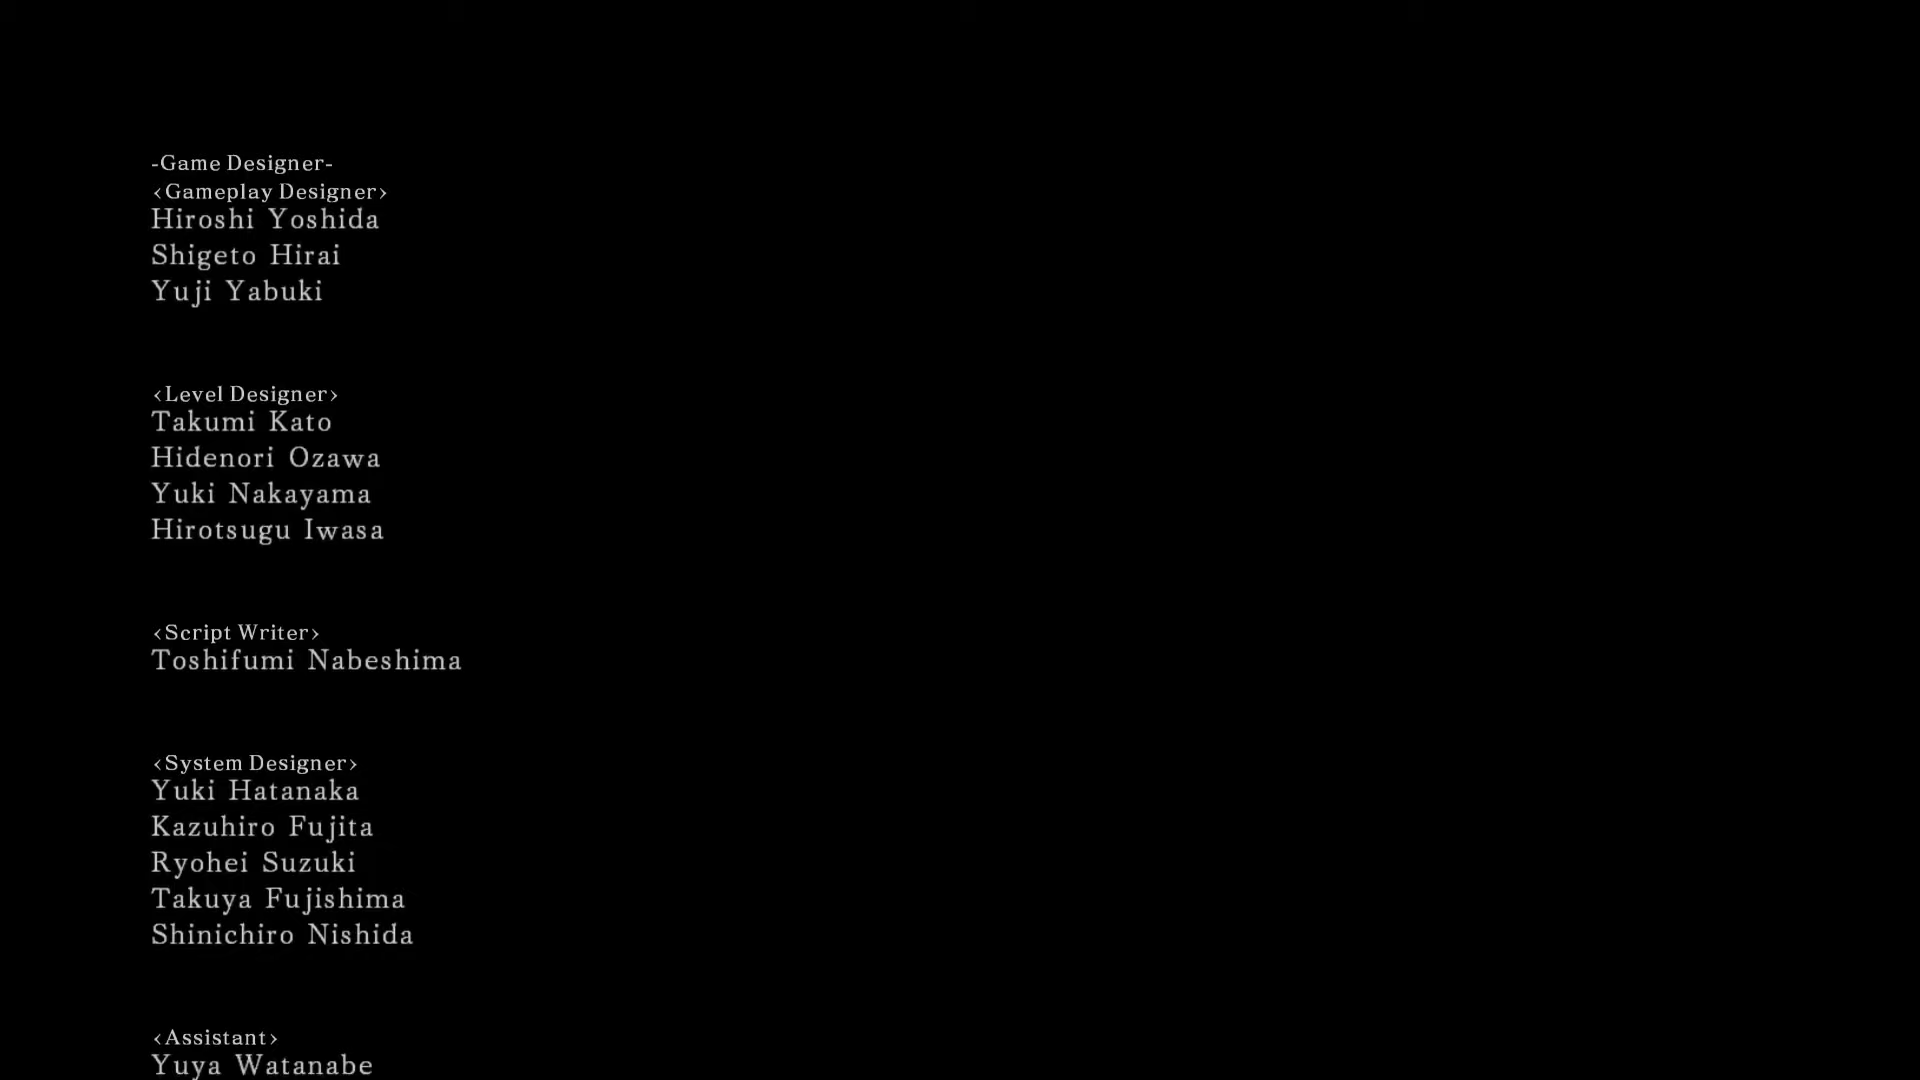 -Game Designer-
‹Gameplay Designer›
Hiroshi Yoshida
Shigeto Hirai
Yuji Yabuki
‹Level Designer›
Takumi Kato
Hidenori Ozawa
Yuki Nakayama
Hirotsugu Iwasa
‹Script Writer›
Toshifumi Nabeshima
‹System Designer›
Yuki Hatanaka
Kazuhiro Fujita
Ryohei Suzuki
Takuya Fujishima
Shinichiro Nishida
‹Assistant›
Yuya Watanabe